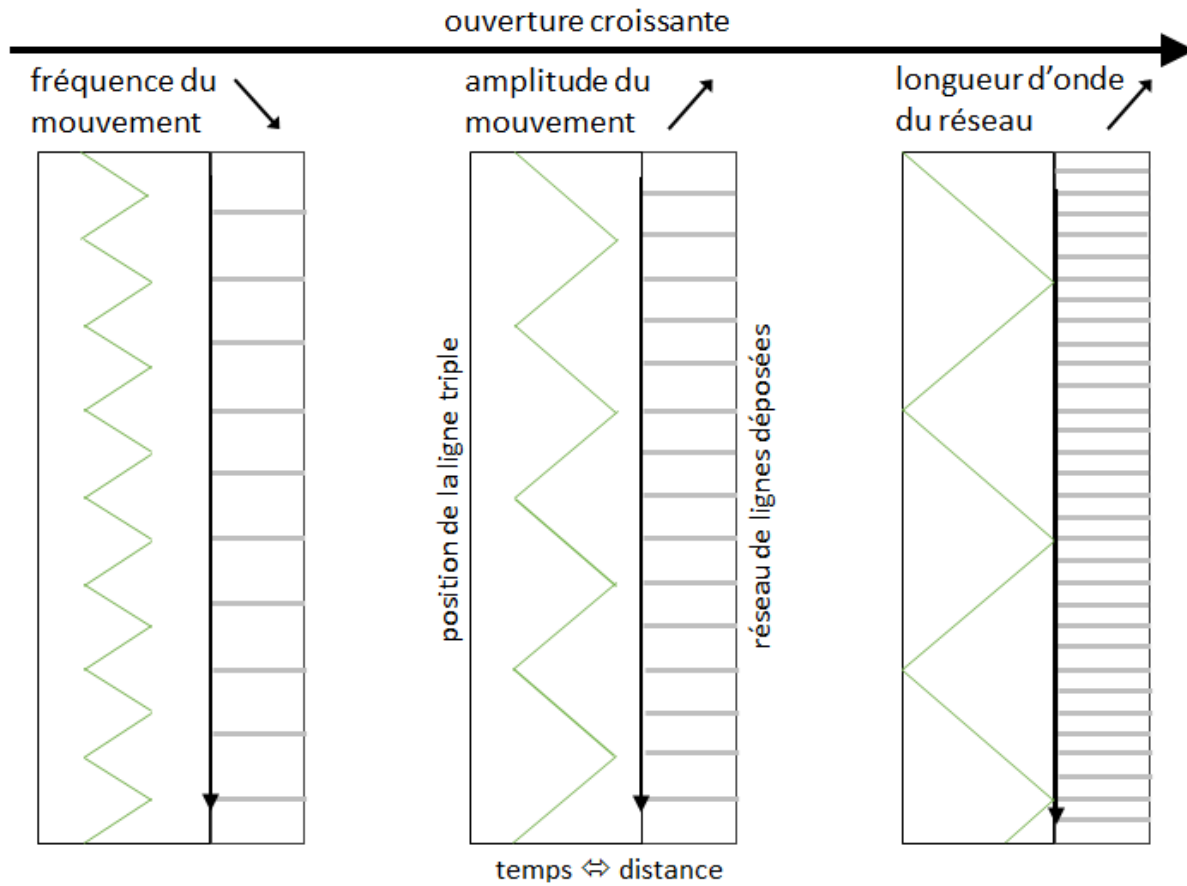 ouverture croissante
fréquence du
mouvement
amplitude du
mouvement
longueur d'onde
du réseau
position de la ligne triple
réseau de lignes déposées
temps ⇔ distance